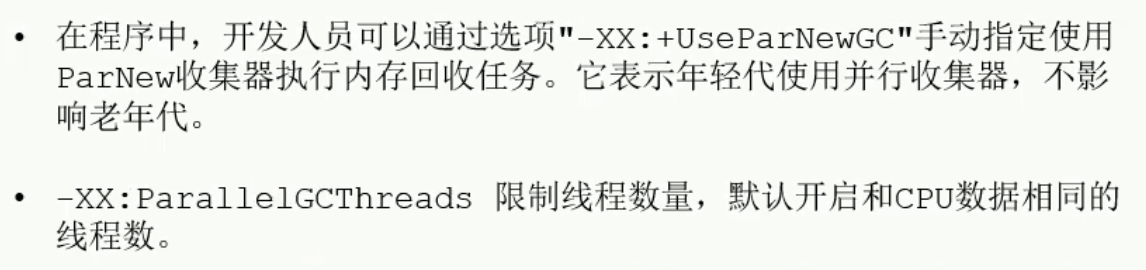 • 在程序中，开发人员可以通过选项"-XX:+UseParNewGC"手动指定使用
ParNew收集器执行内存回收任务。它表示年轻代使用并行收集器，不影
响老年代。
• -XX:ParallelGCThreads 限制线程数量，默认开启和CPU数据相同的
线程数。